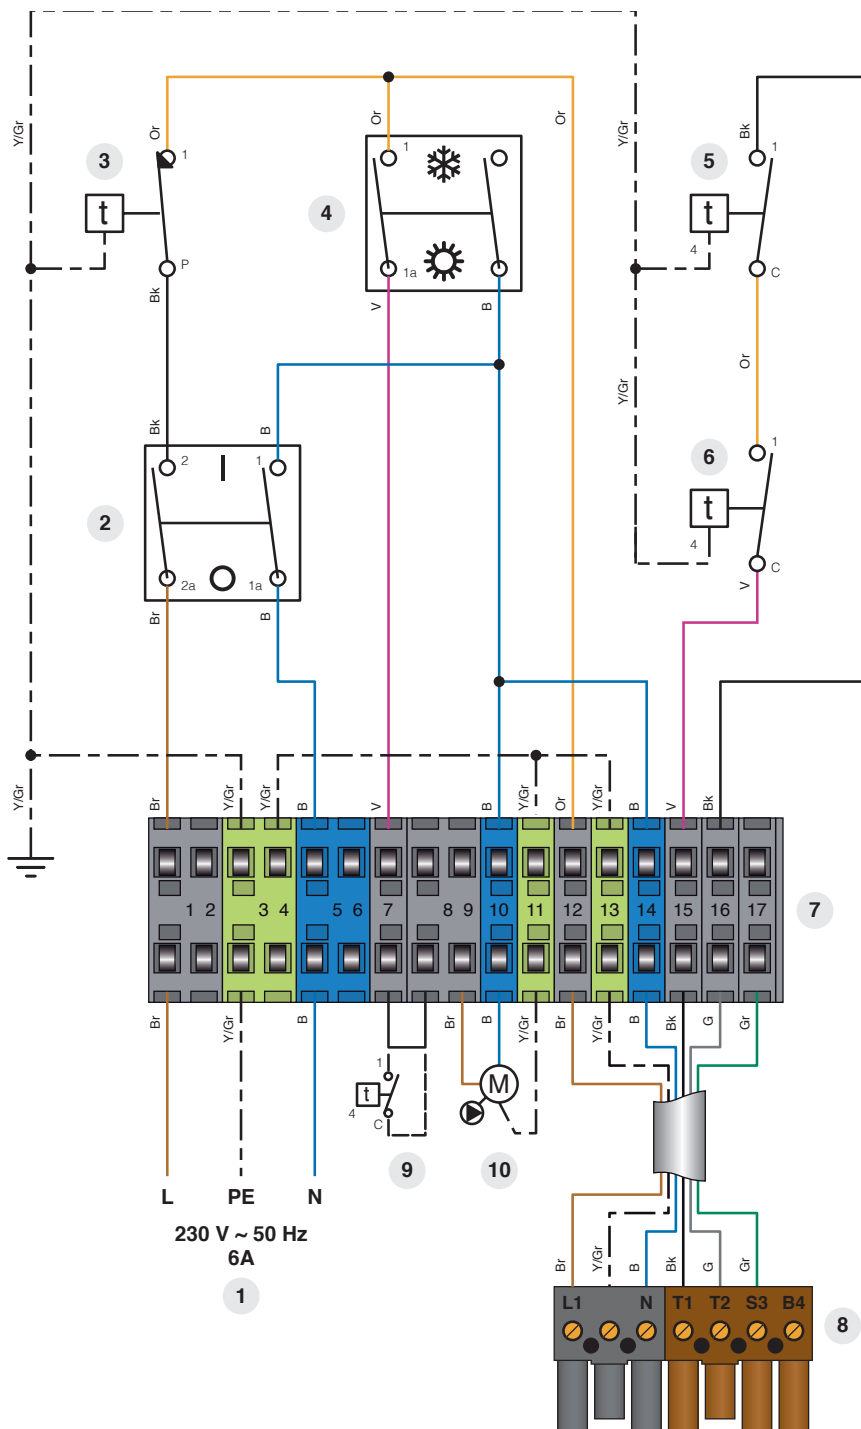 Y/Gr
Or
Or
Or
Y/Gr
Bk
3
1
t
P
Bk
4
1
1a
V
B
5
1
t
4
C
Y/Gr
Or
Bk
B
2
2
1
2a
1a
Br
B
6
1
t
4
C
V
Y/Gr
Br
Y/Gr
Y/Gr
B
V
B
Y/Gr
Or
Y/Gr
B
V
Bk
1 2 3 4 5 6 7 8 9 10 11 12 13 14 15 16 17
7
Br
Y/Gr
B
Br
B
Y/Gr
Br
Y/Gr
B
Bk
G
Gr
1
t
4
C
M
9
10
L PE N
230 V ~ 50 Hz
6A
1
Br
Y/Gr
B
Bk
G
Gr
L1 N T1 T2 S3 B4
8